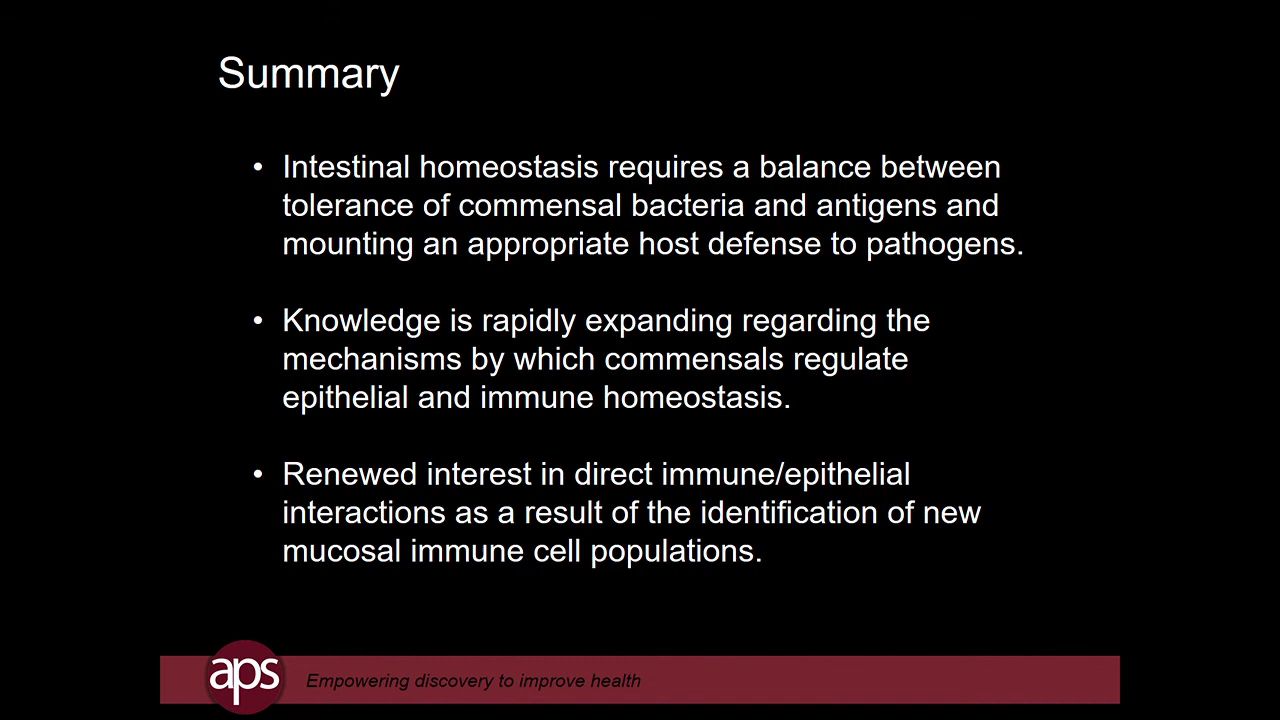 Summary
• Intestinal homeostasis requires a balance between
tolerance of commensal bacteria and antigens and
mounting an appropriate host defense to pathogens.
• Knowledge is rapidly expanding regarding the
mechanisms by which commensals regulate
epithelial and immune homeostasis.
• Renewed interest in direct immune/epithelial
interactions as a result of the identification of new
mucosal immune cell populations.
aps
Empowering discovery to improve health